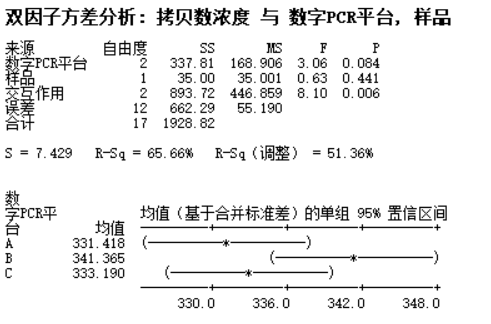 双因子方差分析: 拷贝数浓度 与 数字PCR平台, 样品
来源 自由度 SS MS F P
数字PCR平台 2 337.81 168.906 3.06 0.084
样品 1 35.00 35.001 0.63 0.441
交互作用 2 893.72 446.859 8.10 0.006
误差 12 662.29 55.190
合计 17 1928.82
S = 7.429 R-Sq = 65.66% R-Sq(调整) = 51.36%
数
字PCR平
台 均值
均值(基于合并标准差)的单组 95% 置信区间
A 331.418
B 341.365
C 333.190
330.0 336.0 342.0 348.0